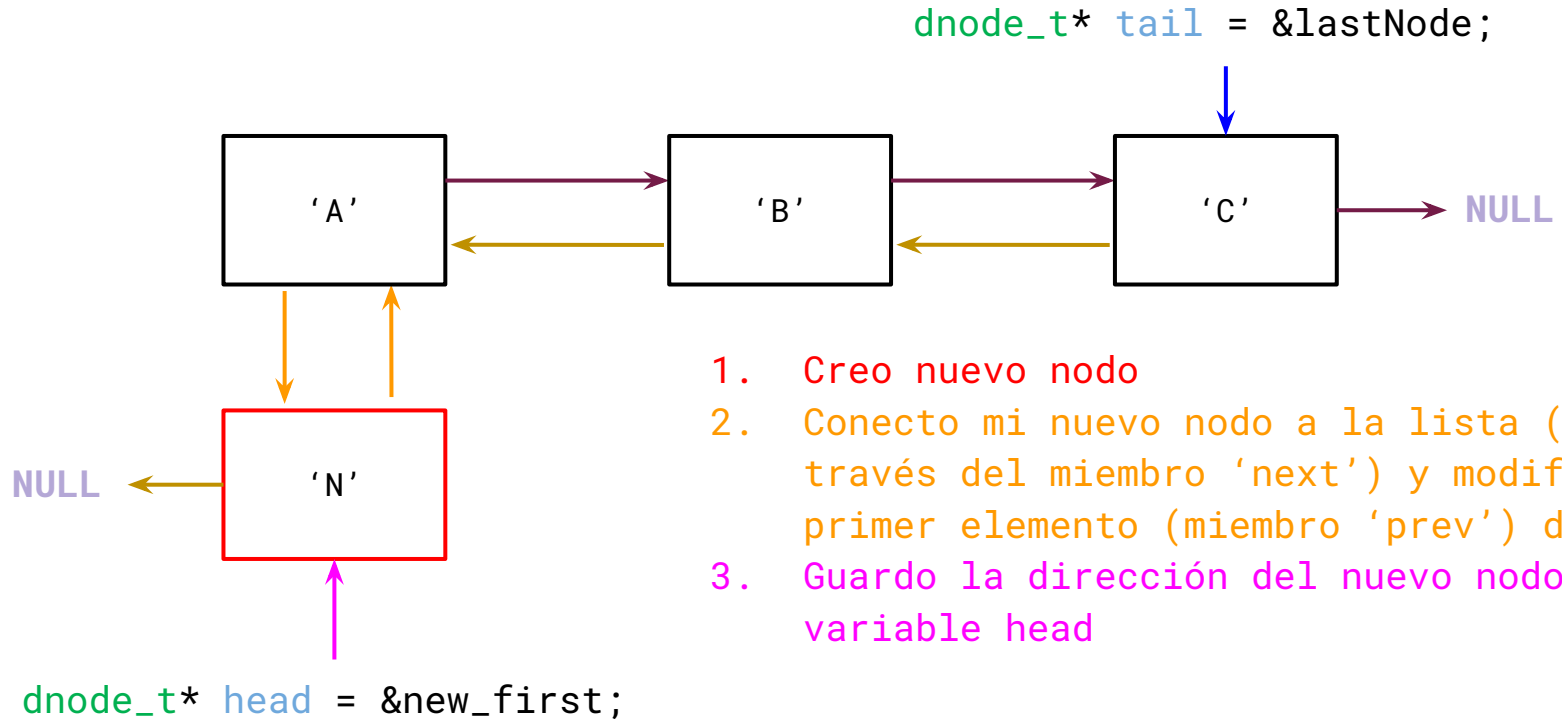 dnode_t* tail = &lastNode;
‘A’
‘B’
‘C’
NULL
NULL
‘N’
1. Creo nuevo nodo
2. Conecto mi nuevo nodo a la lista (
través del miembro ‘next’) y
primer elemento (miembro ‘prev’)
3. Guardo la dirección del nuevo nodo
variable head
dnode_t* head = &new_first;